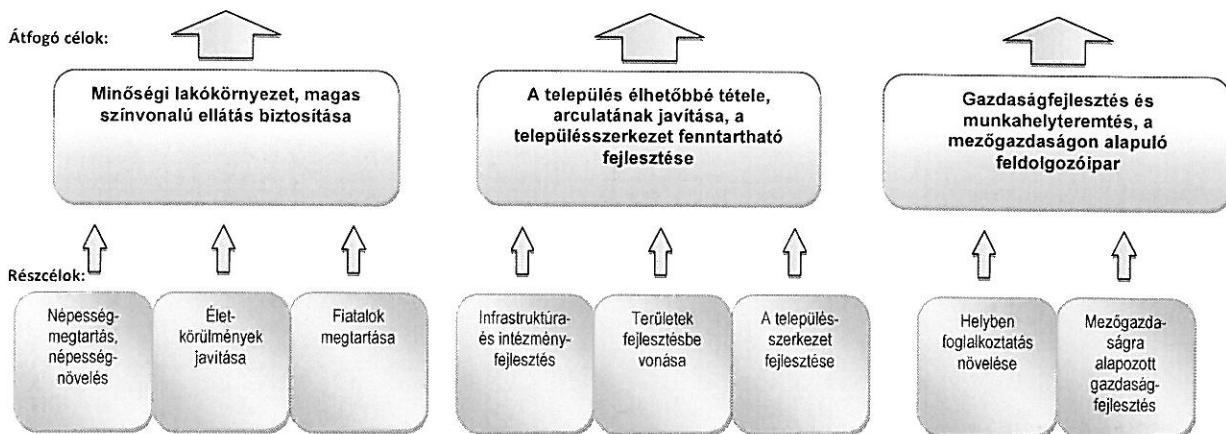 Átfogó célok:
Minőségi lakókörnyezet, magas
színvonalú ellátás biztosítása
A település élhetőbbé tétele,
arculatának javítása, a
településszerkezet fenntartható
fejlesztése
Gazdaságfejlesztés és
munkahelyteremtés, a
mezőgazdaságon alapuló
feldolgozóipar
Részcélok:
Népesség-
megtartás,
népesség-
növelés
Élet-
körülmények
javítása
Fiatalok
megtartása
Infrastruktúra-
és intézmény-
fejlesztés
Területek
fejlesztésbe
vonása
A település-
szerkezet
fejlesztése
Helyben
foglalkoztatás
növelése
Mezőgazda-
ságra
alapozott
gazdaság-
fejlesztés